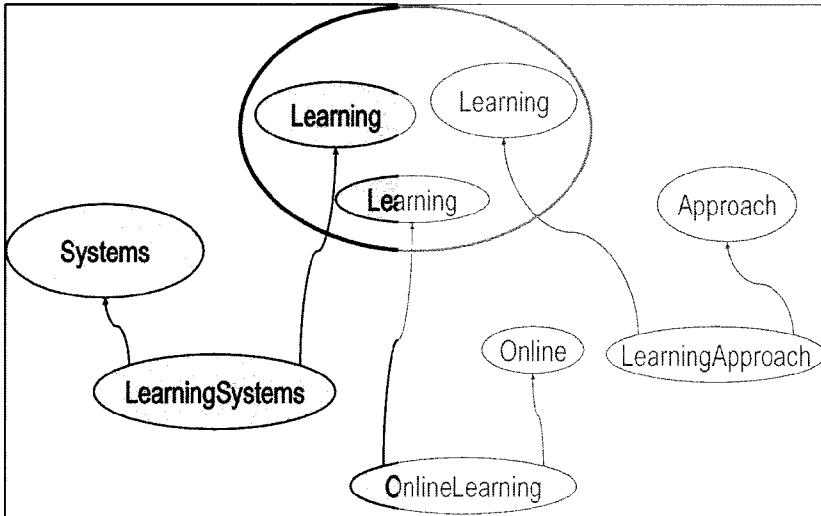 Learning
Learning
Learning
Approach
Systems
Online
LearningApproach
LearningSystems
OnlineLearning